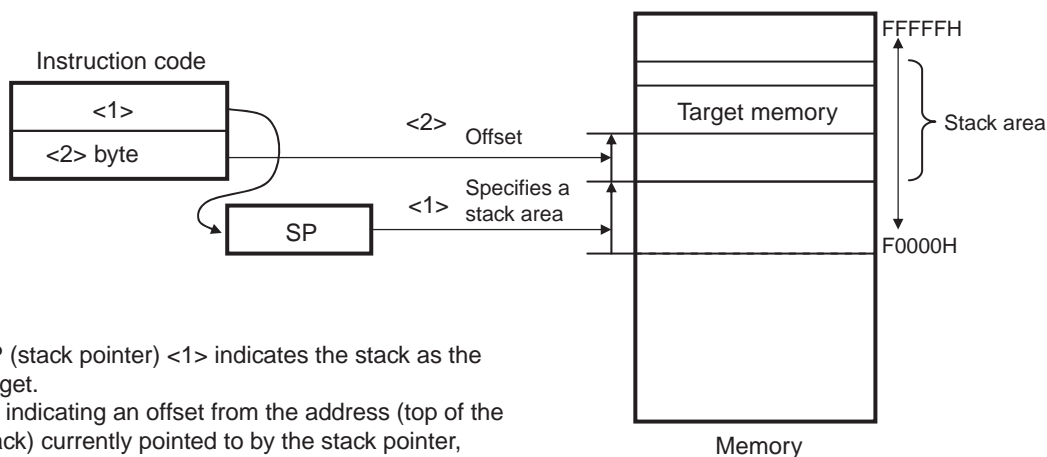 FFFFFH
Instruction code
<1>
<2> byte
<2>
Offset
Target memory
Stack area
<1>
Specifies a
stack area
SP
F0000H
(stack pointer) <1> indicates the stack as the
indicating an offset from the address (top of the
currently pointed to by the stack pointer,
Memory